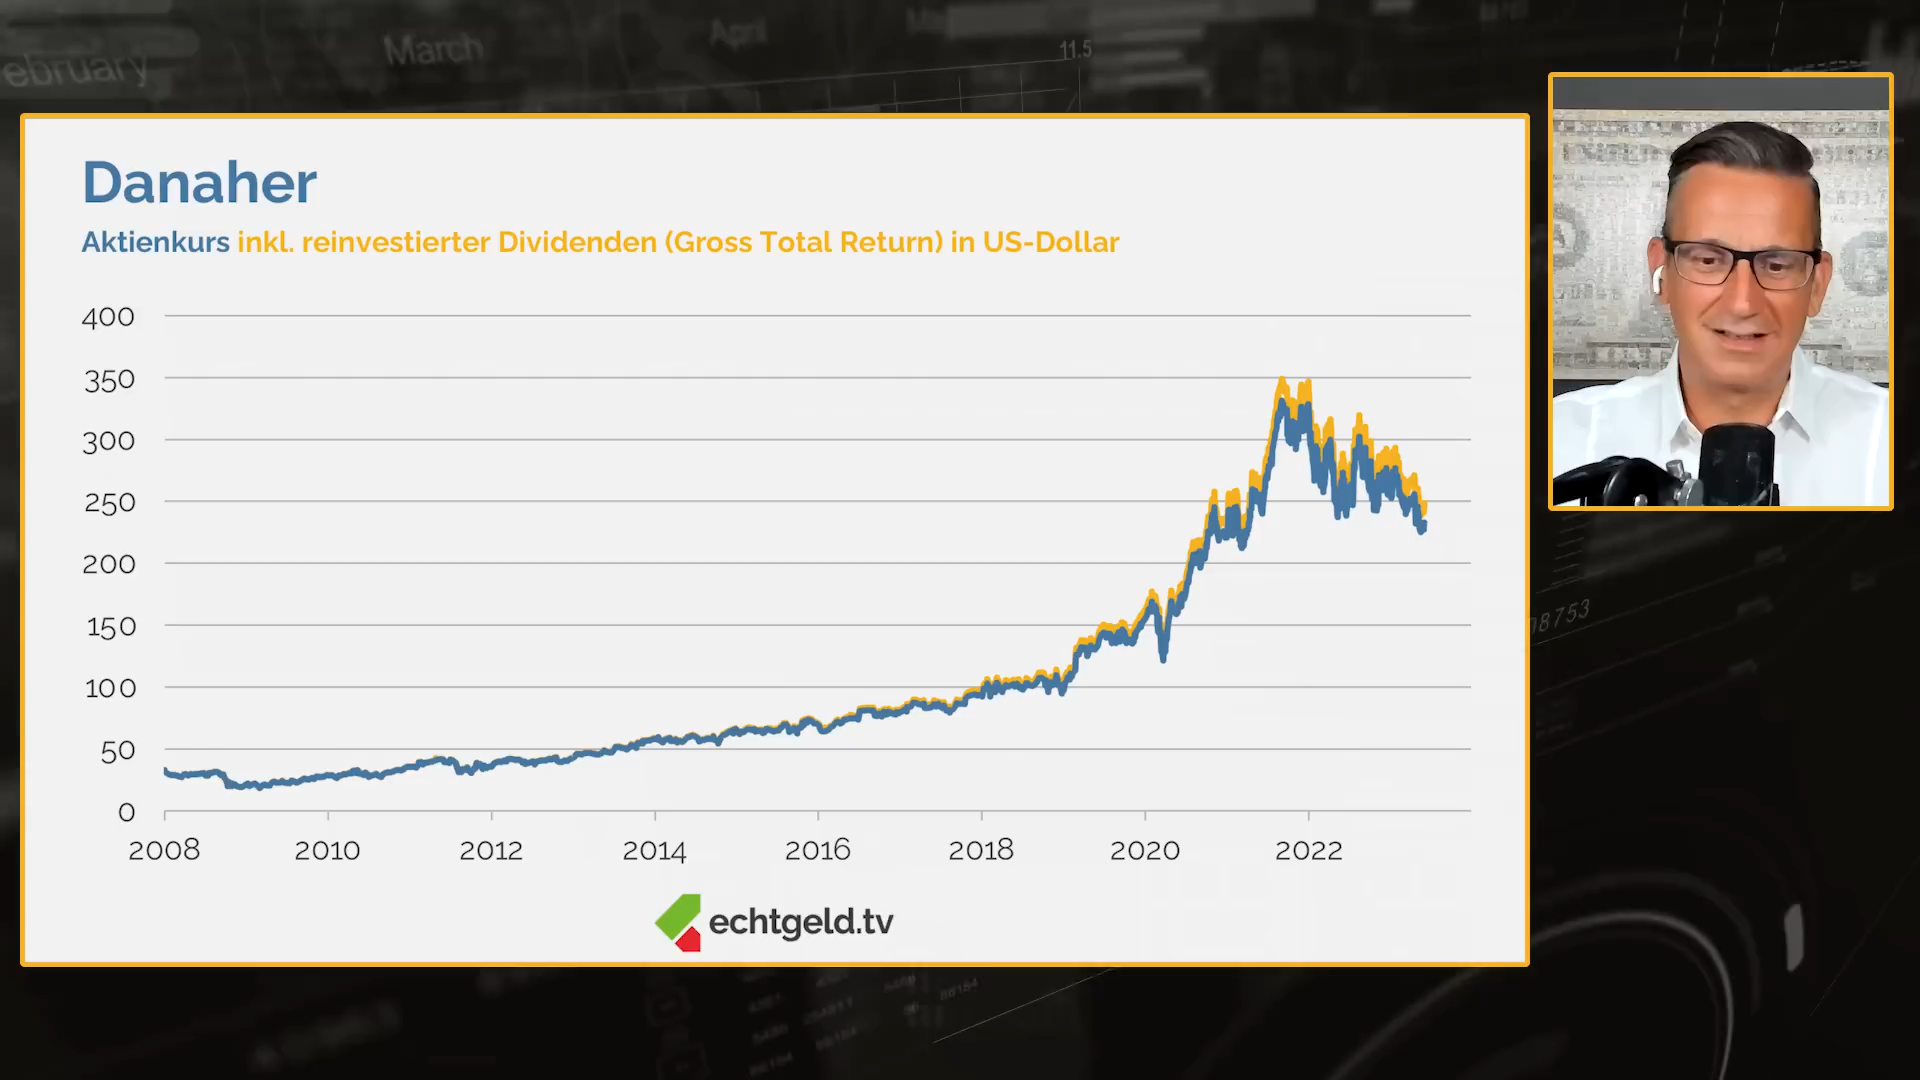 ebruary
March
April
11,5
Danaher
Aktienkurs inkl. reinvestierter Dividenden (Gross Total Return) in US-Dollar
400
350
300
250
200
150
100
50
0
2008 2010 2012 2014 2016 2018 2020 2022
echtgeld.tv
08753